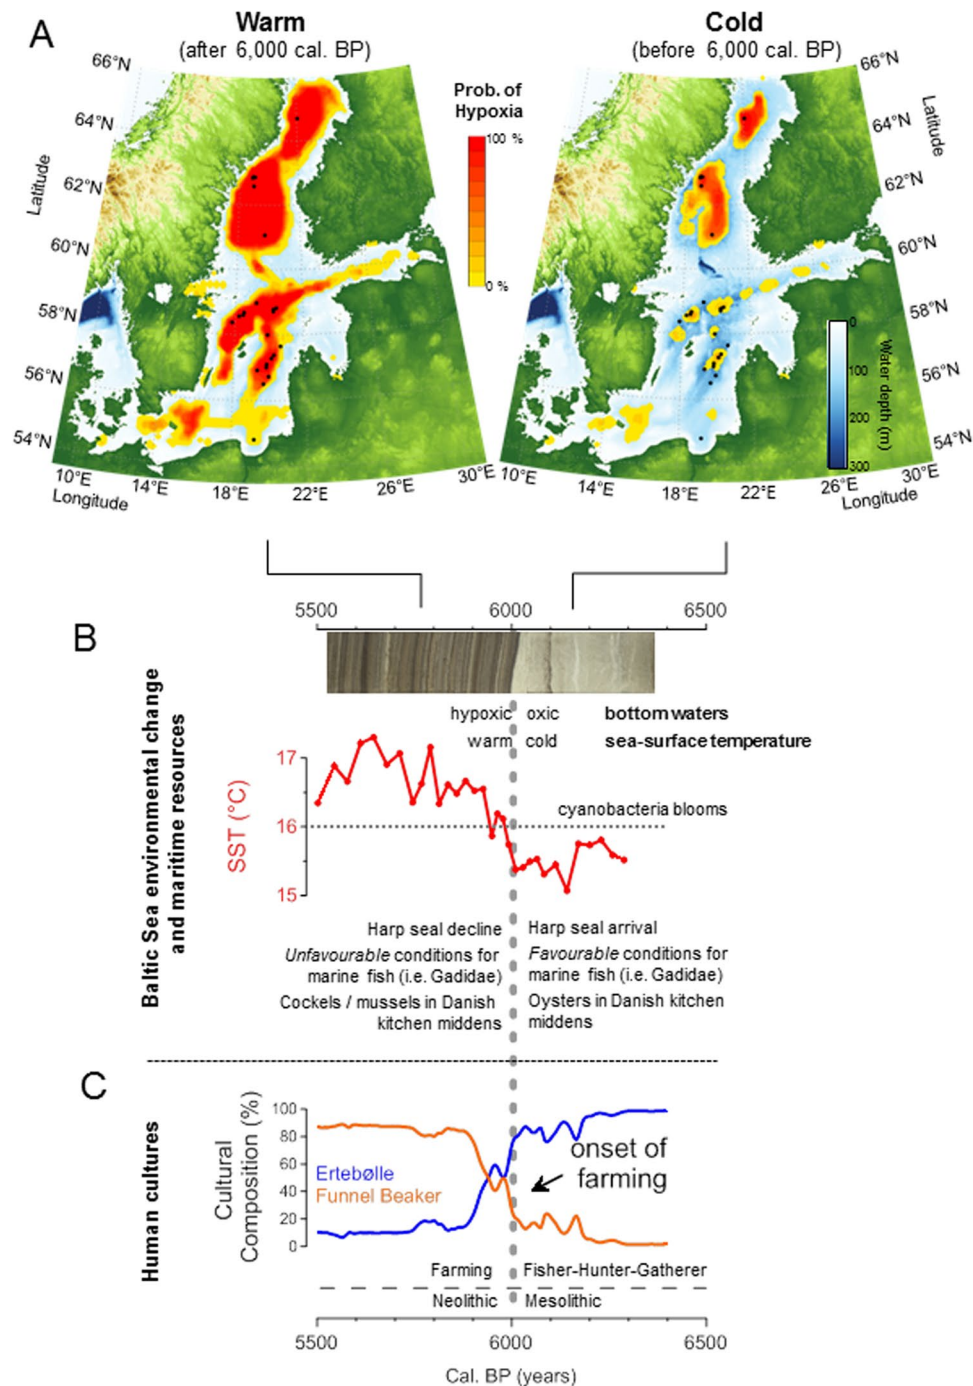 A
Warm
(after 6,000 cal. BP)
Cold
(before 6,000 cal. BP)
66°N
64°N
62°N
60°N
58°N
56°N
54°N
Latitude
10°E
14°E
18°E
22°E
26°E
30°E
Longitude
Prob. of
Hypoxia
100 %
0 %
66°N
64°N
62°N
60°N
58°N
56°N
54°N
Latitude
10°E
14°E
18°E
22°E
26°E
30°E
Longitude
0
100
200
300
Water depth (m)
B
5500
6000
6500
Baltic Sea environmental change
and maritime resources
hypoxic
oxic
bottom waters
warm
cold
sea-surface temperature
17
16
15
SST (°C)
cyanobacteria blooms
Harp seal decline
Unfavourable conditions for
marine fish (i.e. Gadidae)
Cockels / mussels in Danish
kitchen middens
Harp seal arrival
Favourable conditions for
marine fish (i.e. Gadidae)
Oysters in Danish kitchen
middens
C
Human cultures
Cultural
Composition (%)
100
80
60
40
20
0
Ertebølle
Funnel Beaker
onset of
farming
Farming
Fisher-Hunter-Gatherer
Neolithic
Mesolithic
5500
6000
6500
Cal. BP (years)